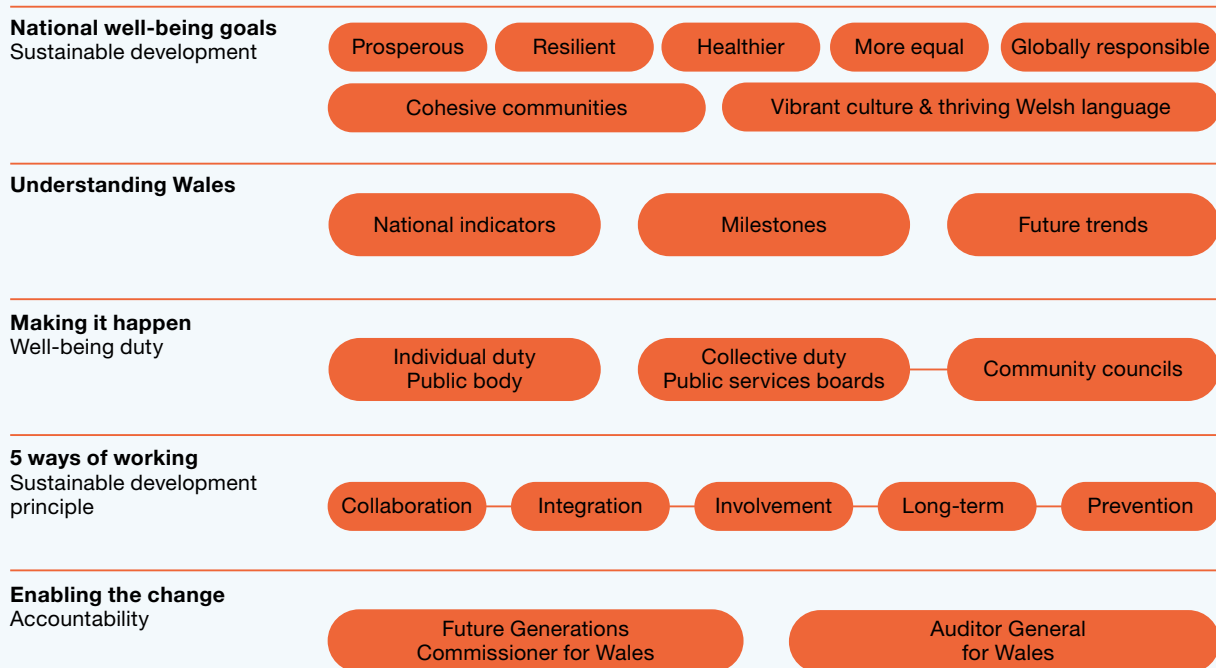 National well-being goals
Sustainable development
Prosperous
Resilient
Healthier
More equal
Globally responsible
Cohesive communities
Vibrant culture & thriving Welsh language
Understanding Wales
National indicators
Milestones
Future trends
Making it happen
Well-being duty
Individual duty
Public body
Collective duty
Public services boards
Community councils
5 ways of working
Sustainable development
principle
Collaboration
Integration
Involvement
Long-term
Prevention
Enabling the change
Accountability
Future Generations
Commissioner for Wales
Auditor General
for Wales